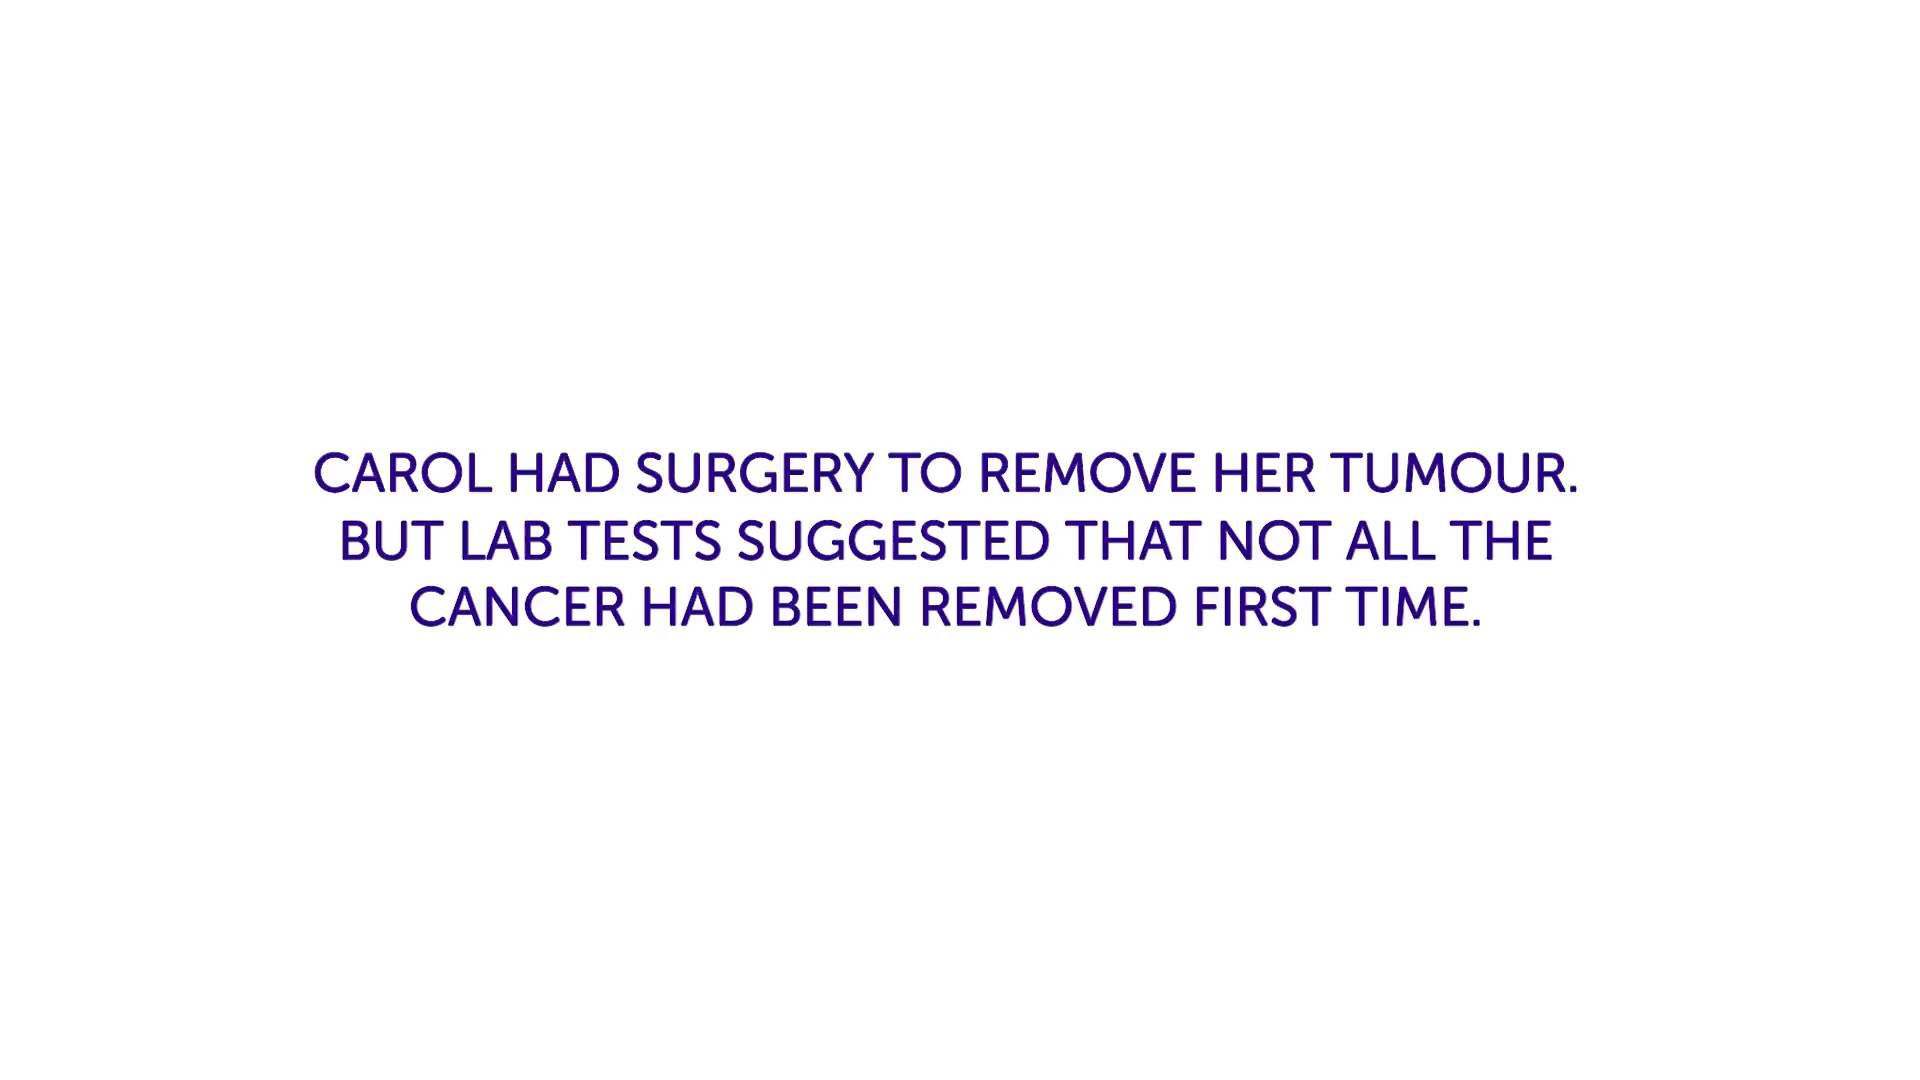 CAROL HAD SURGERY TO REMOVE HER TUMOUR.
BUT LAB TESTS SUGGESTED THAT NOT ALL THE
CANCER HAD BEEN REMOVED FIRST TIME.